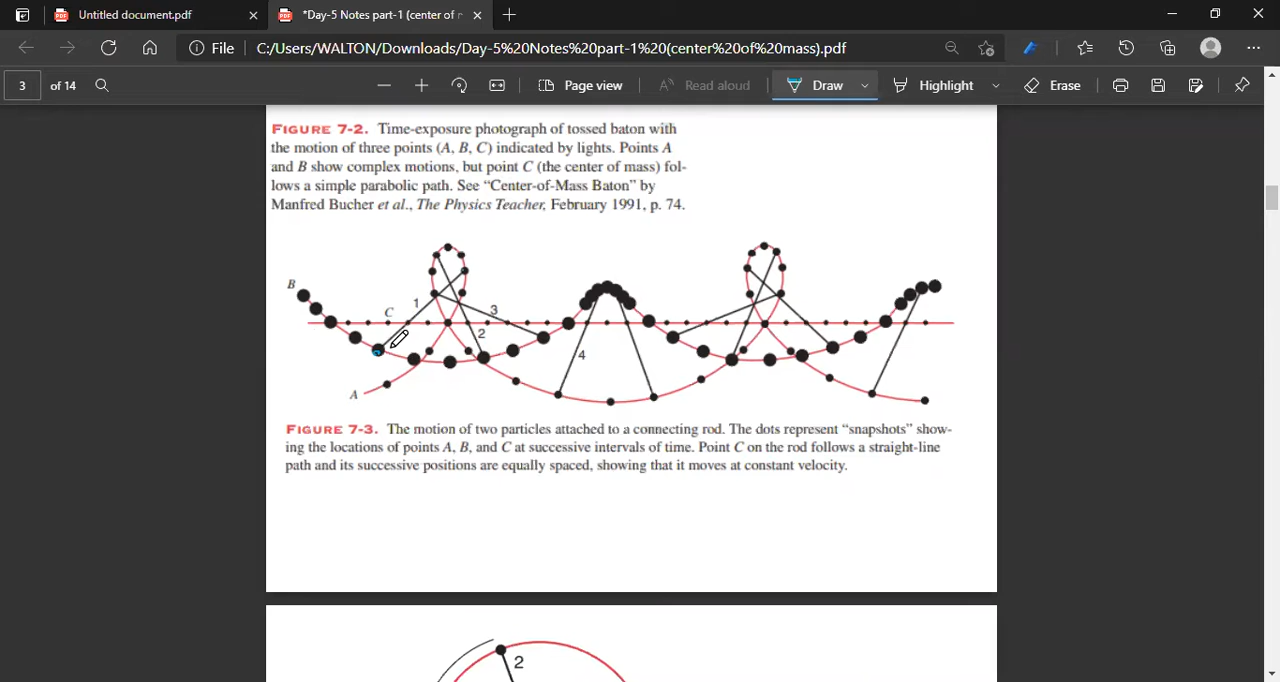 Untitled document.pdf
*Day-5 Notes part-1 (center of r
File
C:/Users/WALTON/Downloads/Day-5%20Notes%20part-1%20(center%20of%20mass).pdf
3
of 14
Page view
Read aloud
Draw
Highlight
Erase
FIGURE 7-2. Time-exposure photograph of tossed baton with
the motion of three points (A, B, C) indicated by lights. Points A
and B show complex motions, but point C (the center of mass) fol-
lows a simple parabolic path. See “Center-of-Mass Baton” by
Manfred Bucher et al., The Physics Teacher, February 1991, p. 74.
B
C
1
3
2
4
A
FIGURE 7-3. The motion of two particles attached to a connecting rod. The dots represent “snapshots” show-
ing the locations of points A, B, and C at successive intervals of time. Point C on the rod follows a straight-line
path and its successive positions are equally spaced, showing that it moves at constant velocity.
2